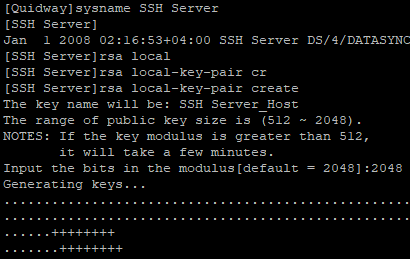 [Quidway]sysname SSH Server
[SSH Server]
Jan  1 2008 02:16:53+04:00 SSH Server DS/4/DATASYNC
[SSH Server]rsa local
[SSH Server]rsa local-key-pair cr
[SSH Server]rsa local-key-pair create
The key name will be: SSH Server_Host
The range of public key size is (512 ~ 2048).
NOTES: If the key modulus is greater than 512,
       it will take a few minutes.
Input the bits in the modulus[default = 2048]:2048
Generating keys...
...................................................
...................................................
......++++++++
.......++++++++